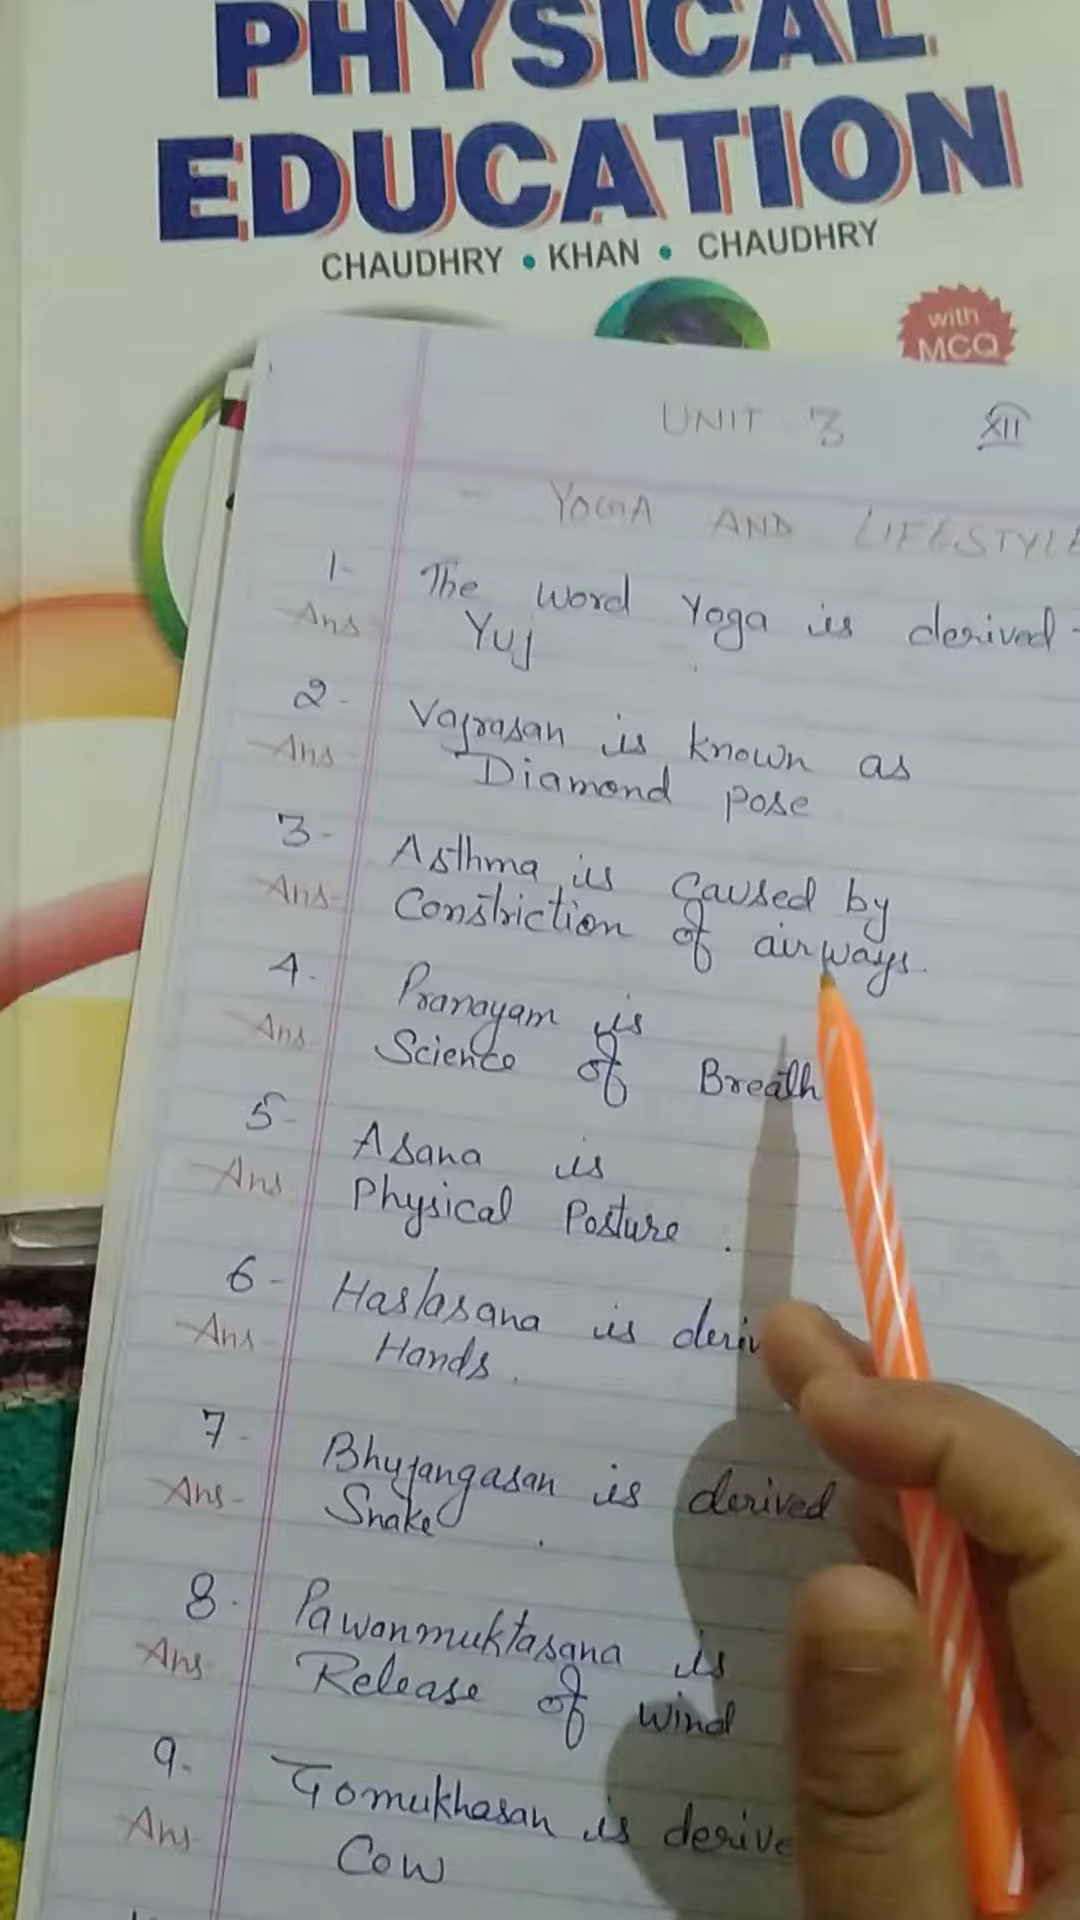 PHYSICAL
EDUCATION
CHAUDHRY • KHAN • CHAUDHRY
with
MCQ
UNIT - 3 XII
YOGA AND LIFESTYLE
1- The word Yoga is derived -
Ans Yuj
2- Vajrasan is known as
Ans Diamond pose
3- Asthma is caused by
Ans- Constriction of airways.
4. Pranayam is
Ans Science of Breath
5- Asana is
Ans Physical Posture.
6- Hastasana is deriv
Ans Hands.
7- Bhujangasan is derived
Ans- Snake
8. Pawanmuktasana is
Ans Release of wind
9. Gomukhasan is derive
Ans Cow